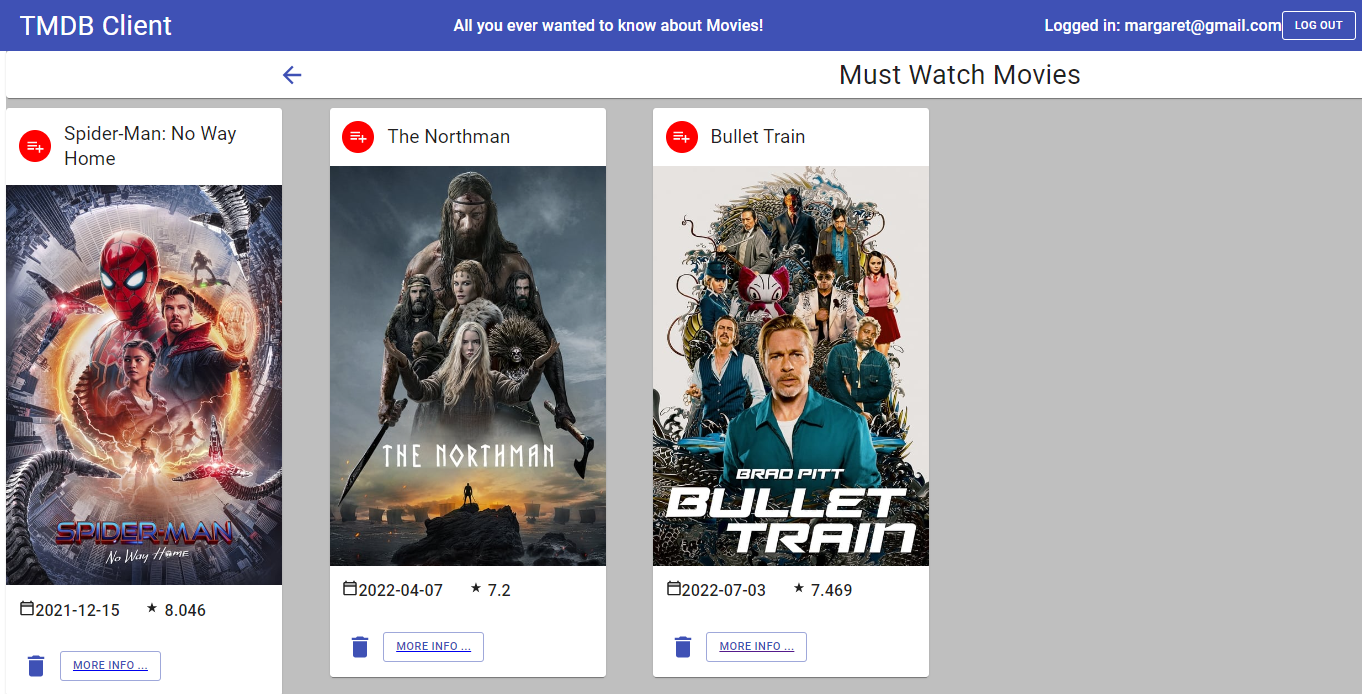 TMDB Client
All you ever wanted to know about Movies!
Logged in: margaret@gmail.com
LOG OUT
Must Watch Movies
Spider-Man: No Way
Home
SPIDER-MAN
No Way Home
2021-12-15
8.046
MORE INFO ...
The Northman
THE NORTHMAN
2022-04-07
7.2
MORE INFO ...
Bullet Train
BRAD PITT
BULLET
TRAIN
2022-07-03
7.469
MORE INFO ...